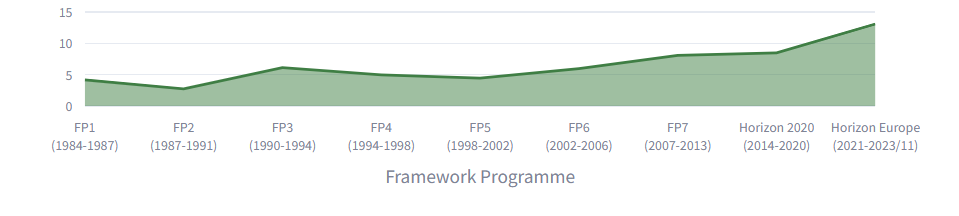 15
10
5
0
FP1 FP2 FP3 FP4 FP5 FP6 FP7 Horizon 2020 Horizon Europe
(1984-1987) (1987-1991) (1990-1994) (1994-1998) (1998-2002) (2002-2006) (2007-2013) (2014-2020) (2021-2023/11)
Framework Programme